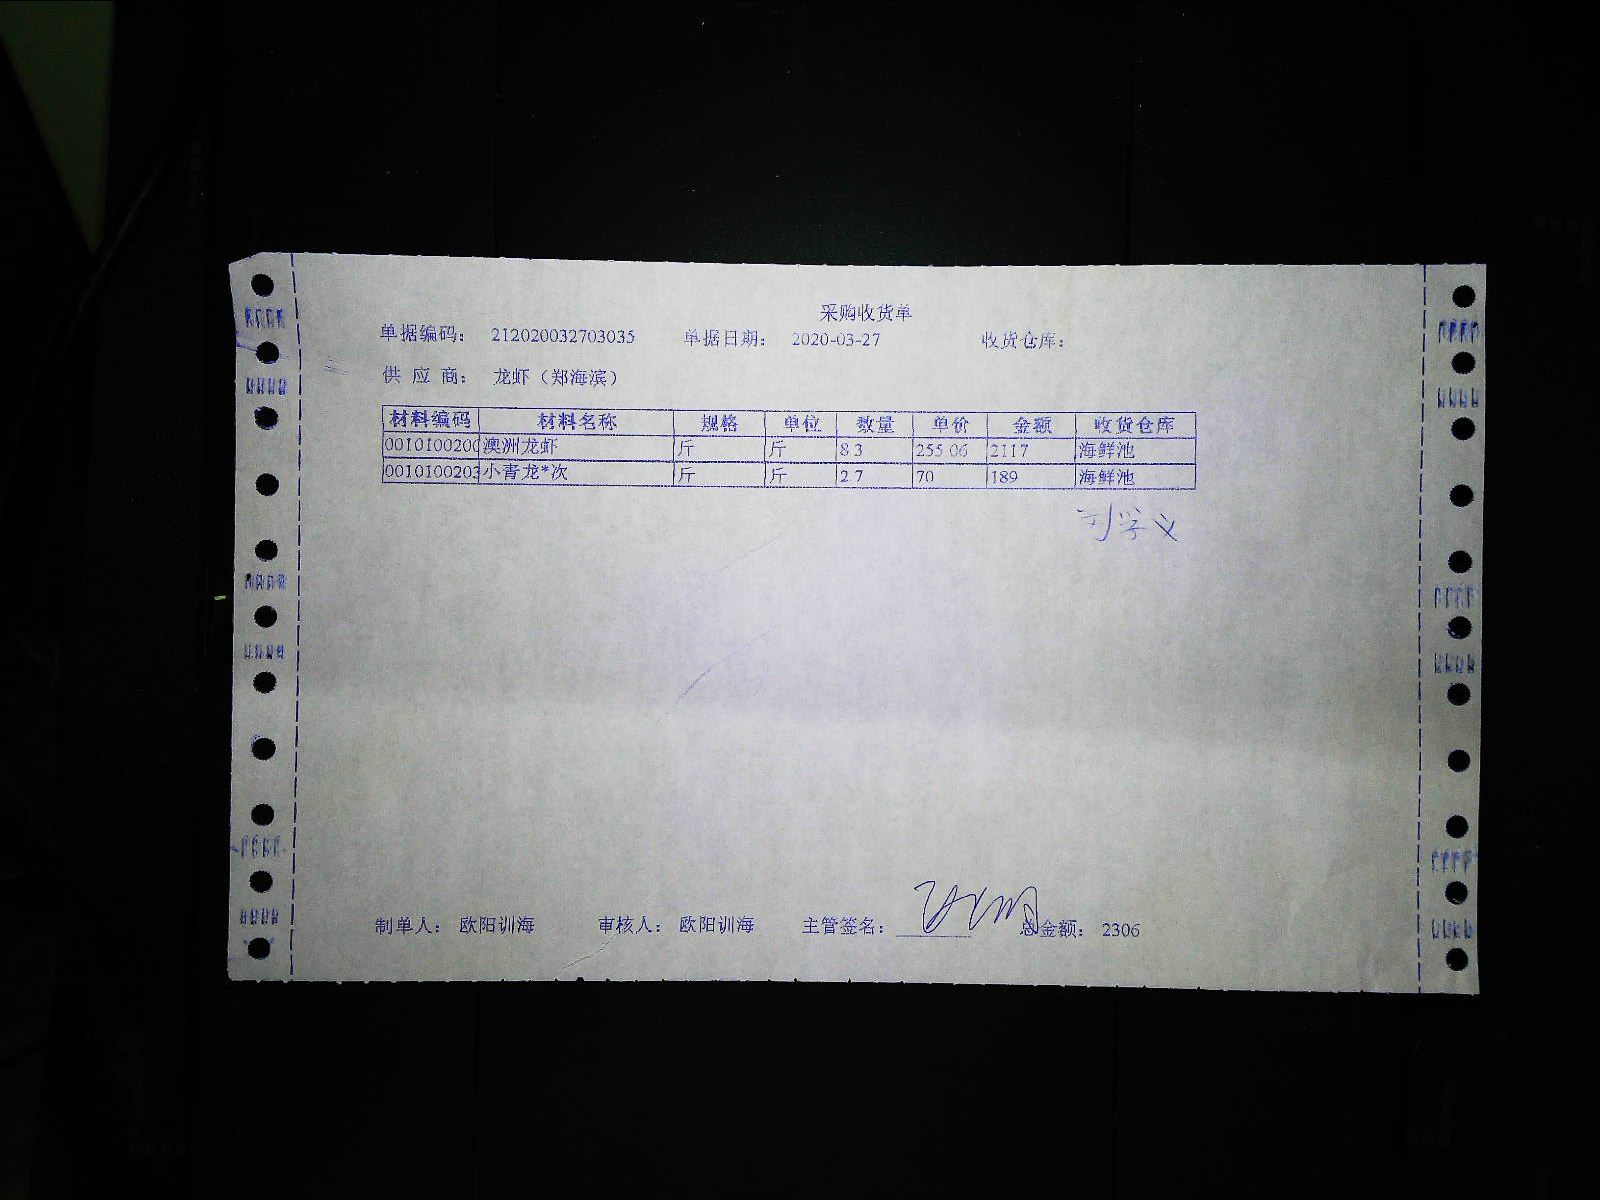 采购收货单
单据编码： 212020032703035 单据日期： 2020-03-27 收货仓库：
供 应 商： 龙虾（郑海滨）
材料编码 材料名称 规格 单位 数量 单价 金额 收货仓库
0010100200 澳洲龙虾 斤 斤 8.3 255.06 2117 海鲜池
0010100203 小青龙*次 斤 斤 2.7 70 189 海鲜池
刘学义
制单人： 欧阳训海 审核人： 欧阳训海 主管签名： 总金额： 2306